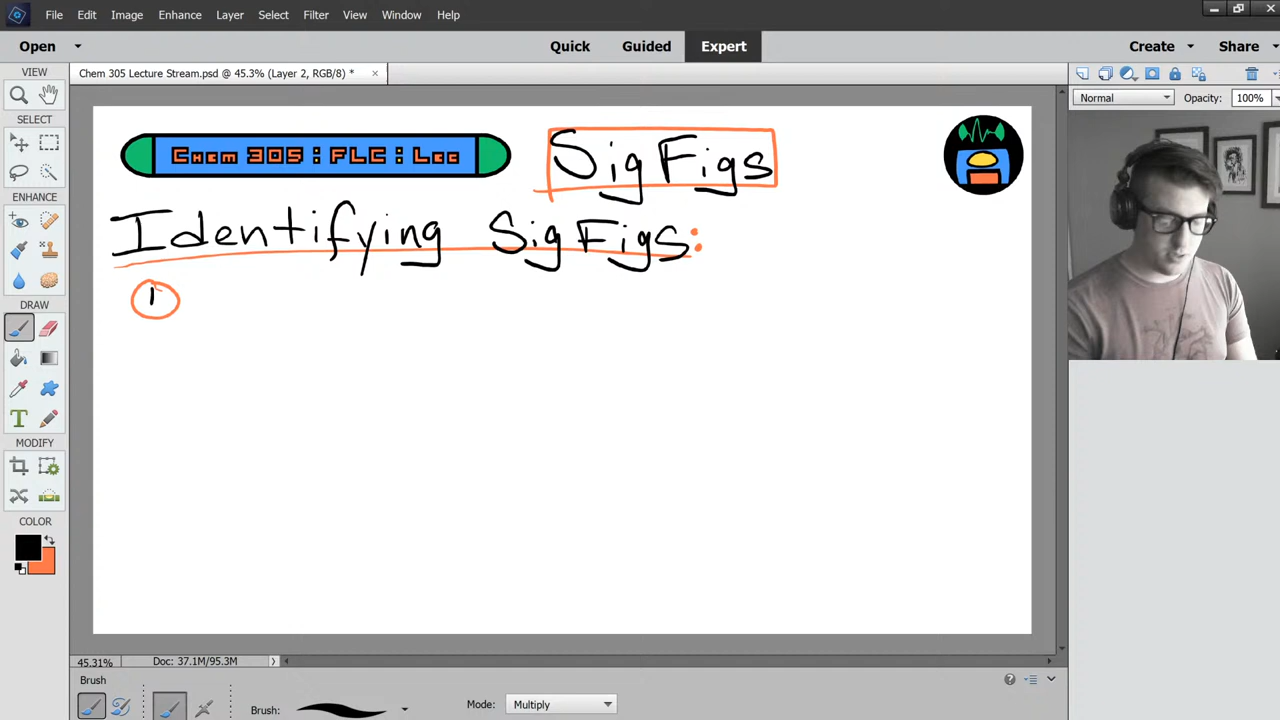 File Edit Image Enhance Layer Select Filter View Window Help
Open Quick Guided Expert Create Share
VIEW
Chem 305 Lecture Stream.psd @ 45.3% (Layer 2, RGB/8) * ×
Normal Opacity: 100%
SELECT
ENHANCE
DRAW
MODIFY
COLOR
Chem 305 : FLC : Lec
Sig Figs
Identifying Sig Figs:
1
45.31% Doc: 37.1M/95.3M
Brush
Brush: Mode: Multiply